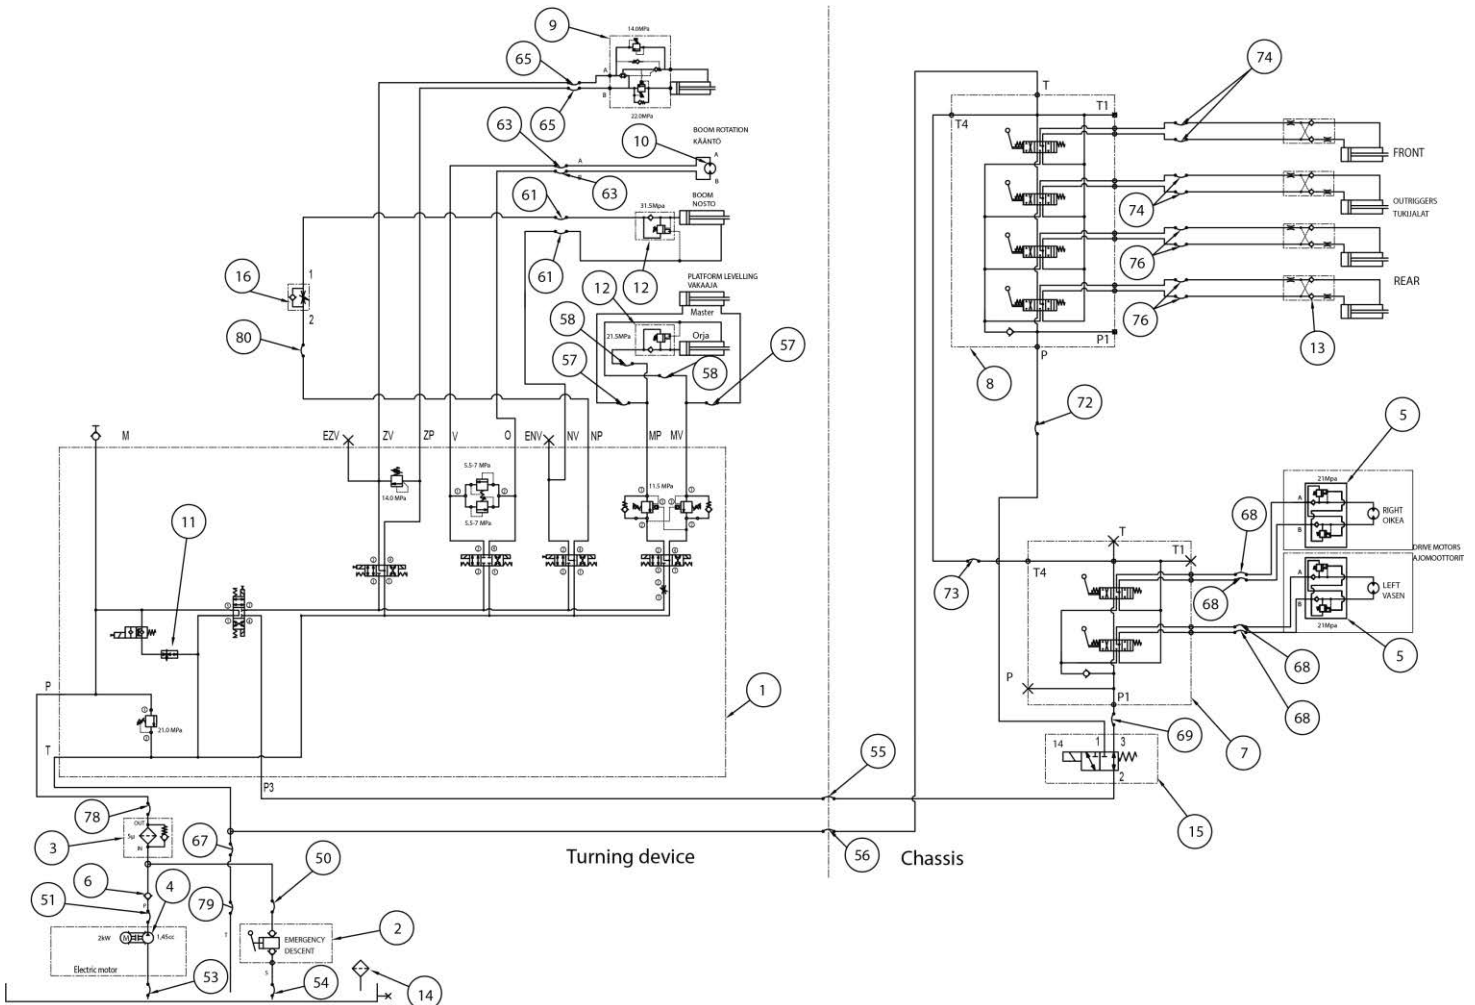 9
14.0MPa
65
A
B
22.0MPa
65
63
10
BOOM ROTATION
KÄÄNTÖ
A
B
A
B
61
63
BOOM
NOSTO
31.5Mpa
61
12
12
16
1
2
80
PLATFORM LEVELLING
VAKAAJA
Master
21.5MPa
Orja
58
57
58
57
T
M
EZV
ZV
ZP
V
O
ENV
NV
NP
MP
MV
14.0 MPa
5.5-7 MPa
5.5-7 MPa
11.5 MPa
11
1
P
21.0 MPa
T
P3
78
OUT
5µ
IN
3
67
6
4
50
51
P
79
T
2kW
M
1,45cc
Electric motor
EMERGENCY
DESCENT
2
S
53
54
14
55
56
Turning device
Chassis
T
T1
T4
74
FRONT
74
OUTRIGGERS
TUKIJALAT
76
76
REAR
13
P1
P
8
72
5
21Mpa
A
B
RIGHT
OIKEA
DRIVE MOTORS
AJOMOOTTORIT
68
68
T
T1
T4
73
21Mpa
A
B
LEFT
VASEN
5
68
68
P
P1
69
7
14
1
3
2
15